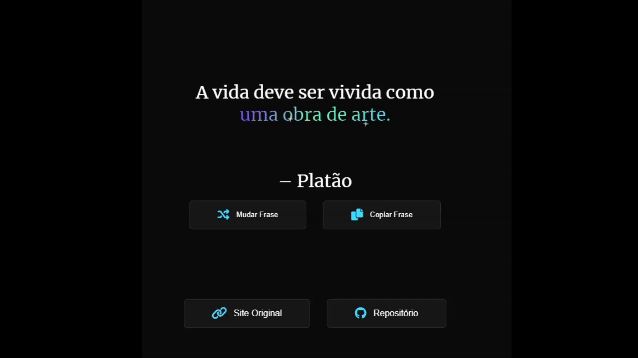 A vida deve ser vivida como
uma obra de arte.
– Platão
Mudar Frase
Copiar Frase
Site Original
Repositório